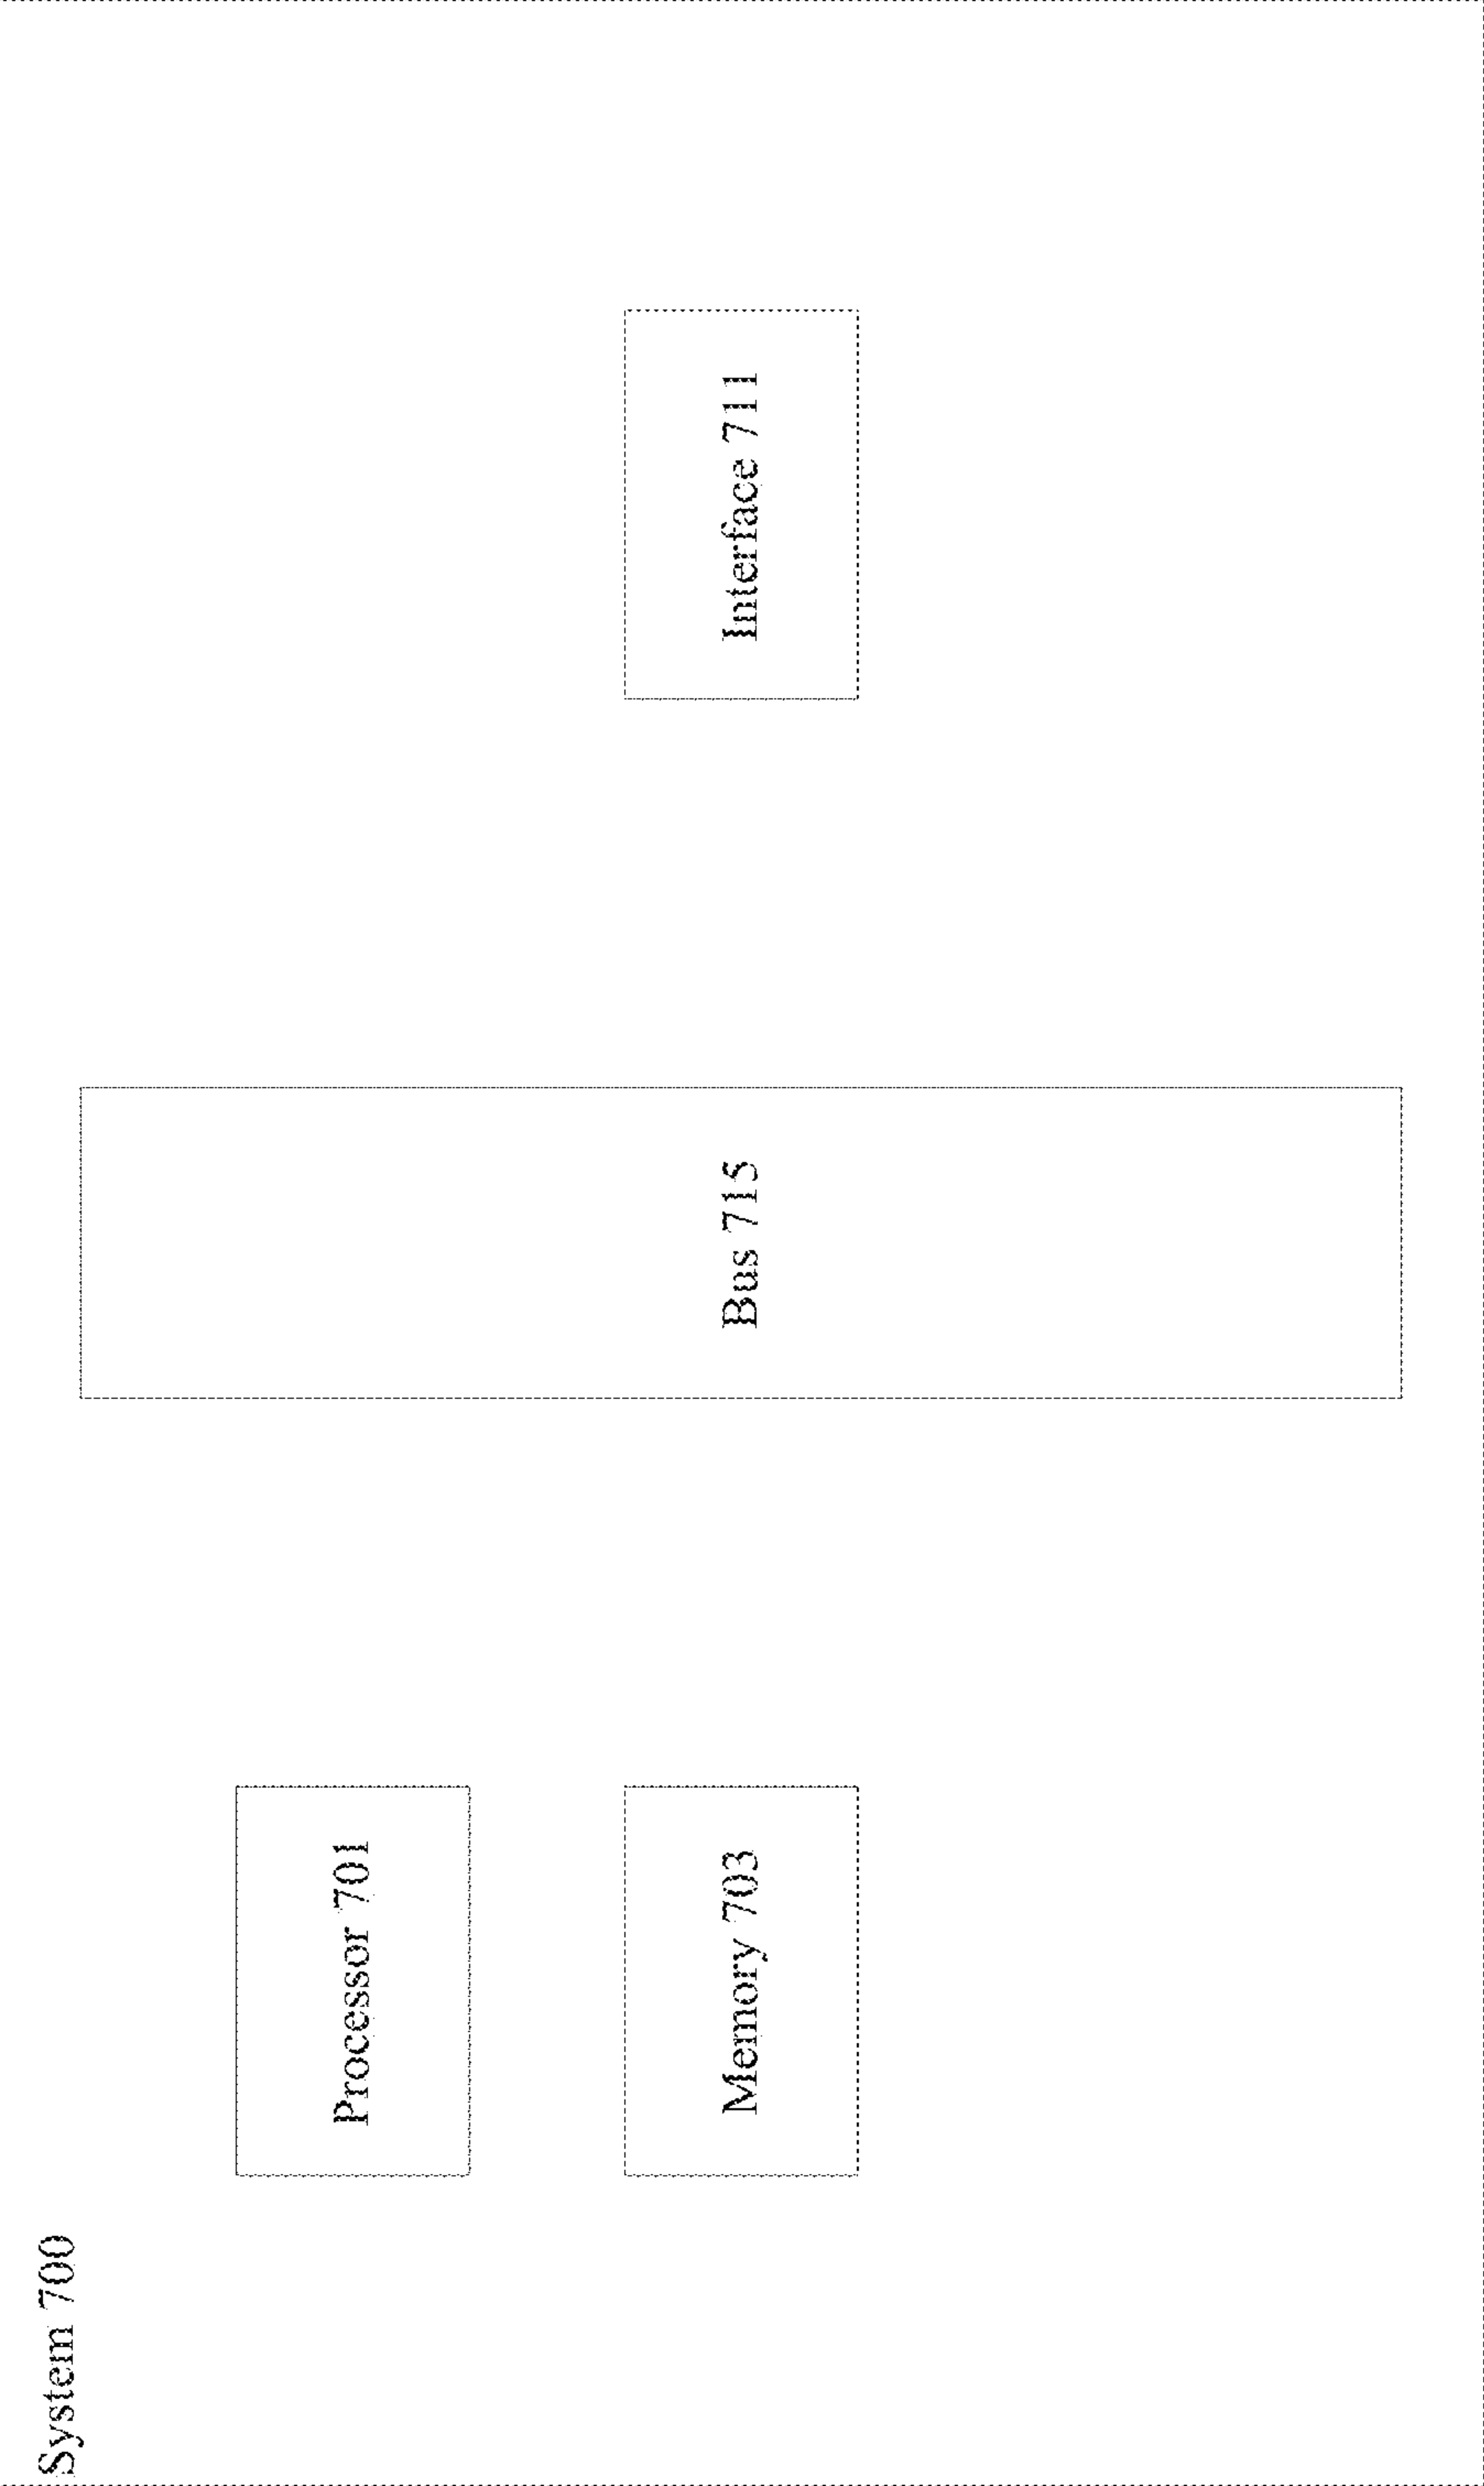 System 700
Processor 701
Memory 703
Bus 715
Interface 711